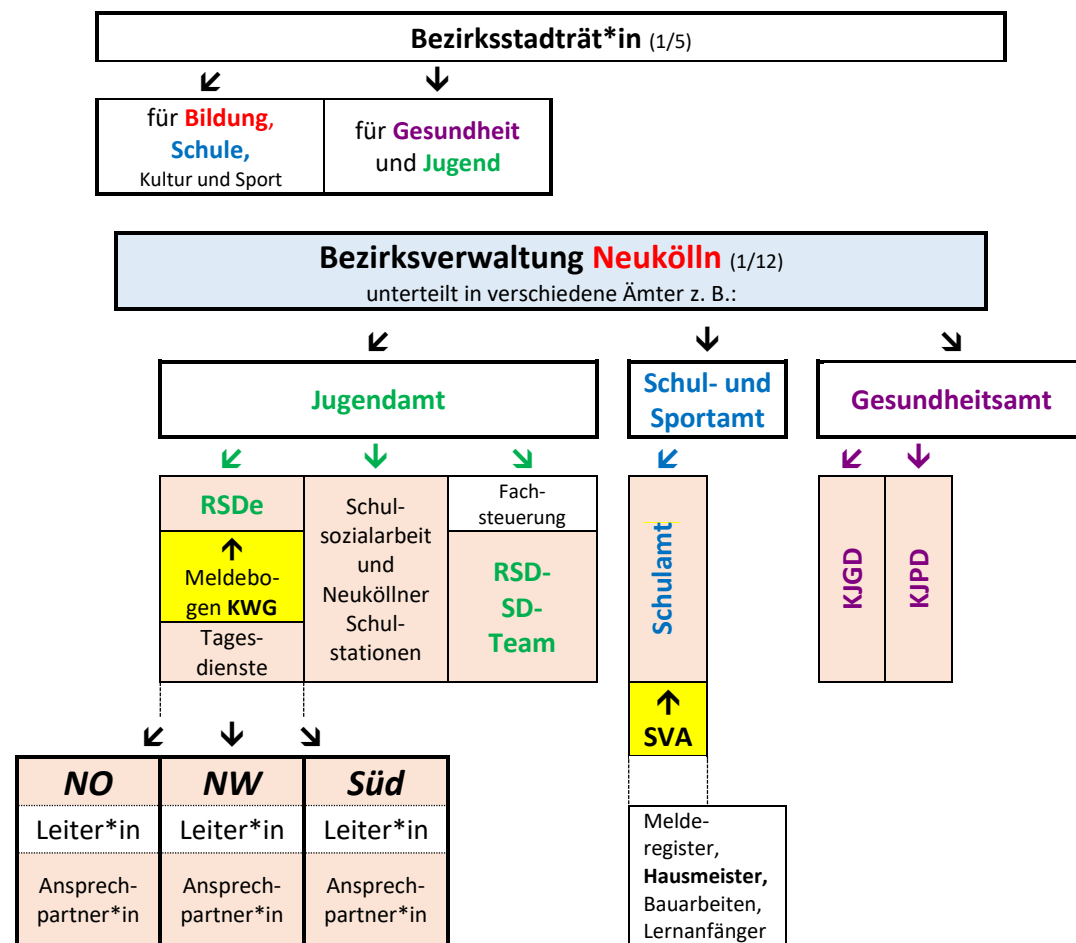 Bezirksstadträt*in (1/5)
für Bildung,
Schule,
Kultur und Sport
für Gesundheit
und Jugend
Bezirksverwaltung Neukölln (1/12)
unterteilt in verschiedene Ämter z. B.:
Jugendamt
Schul- und
Sportamt
Gesundheitsamt
RSDe
Meldebo-
gen KWG
Tages-
dienste
Schul-
sozialarbeit
und
Neuköllner
Schul-
stationen
Fach-
steuerung
RSD-
SD-
Team
Schulamt
SVA
KJGD
KJPD
NO
Leiter*in
Ansprech-
partner*in
NW
Leiter*in
Ansprech-
partner*in
Süd
Leiter*in
Ansprech-
partner*in
Melde-
register,
Hausmeister,
Bauarbeiten,
Lernanfänger